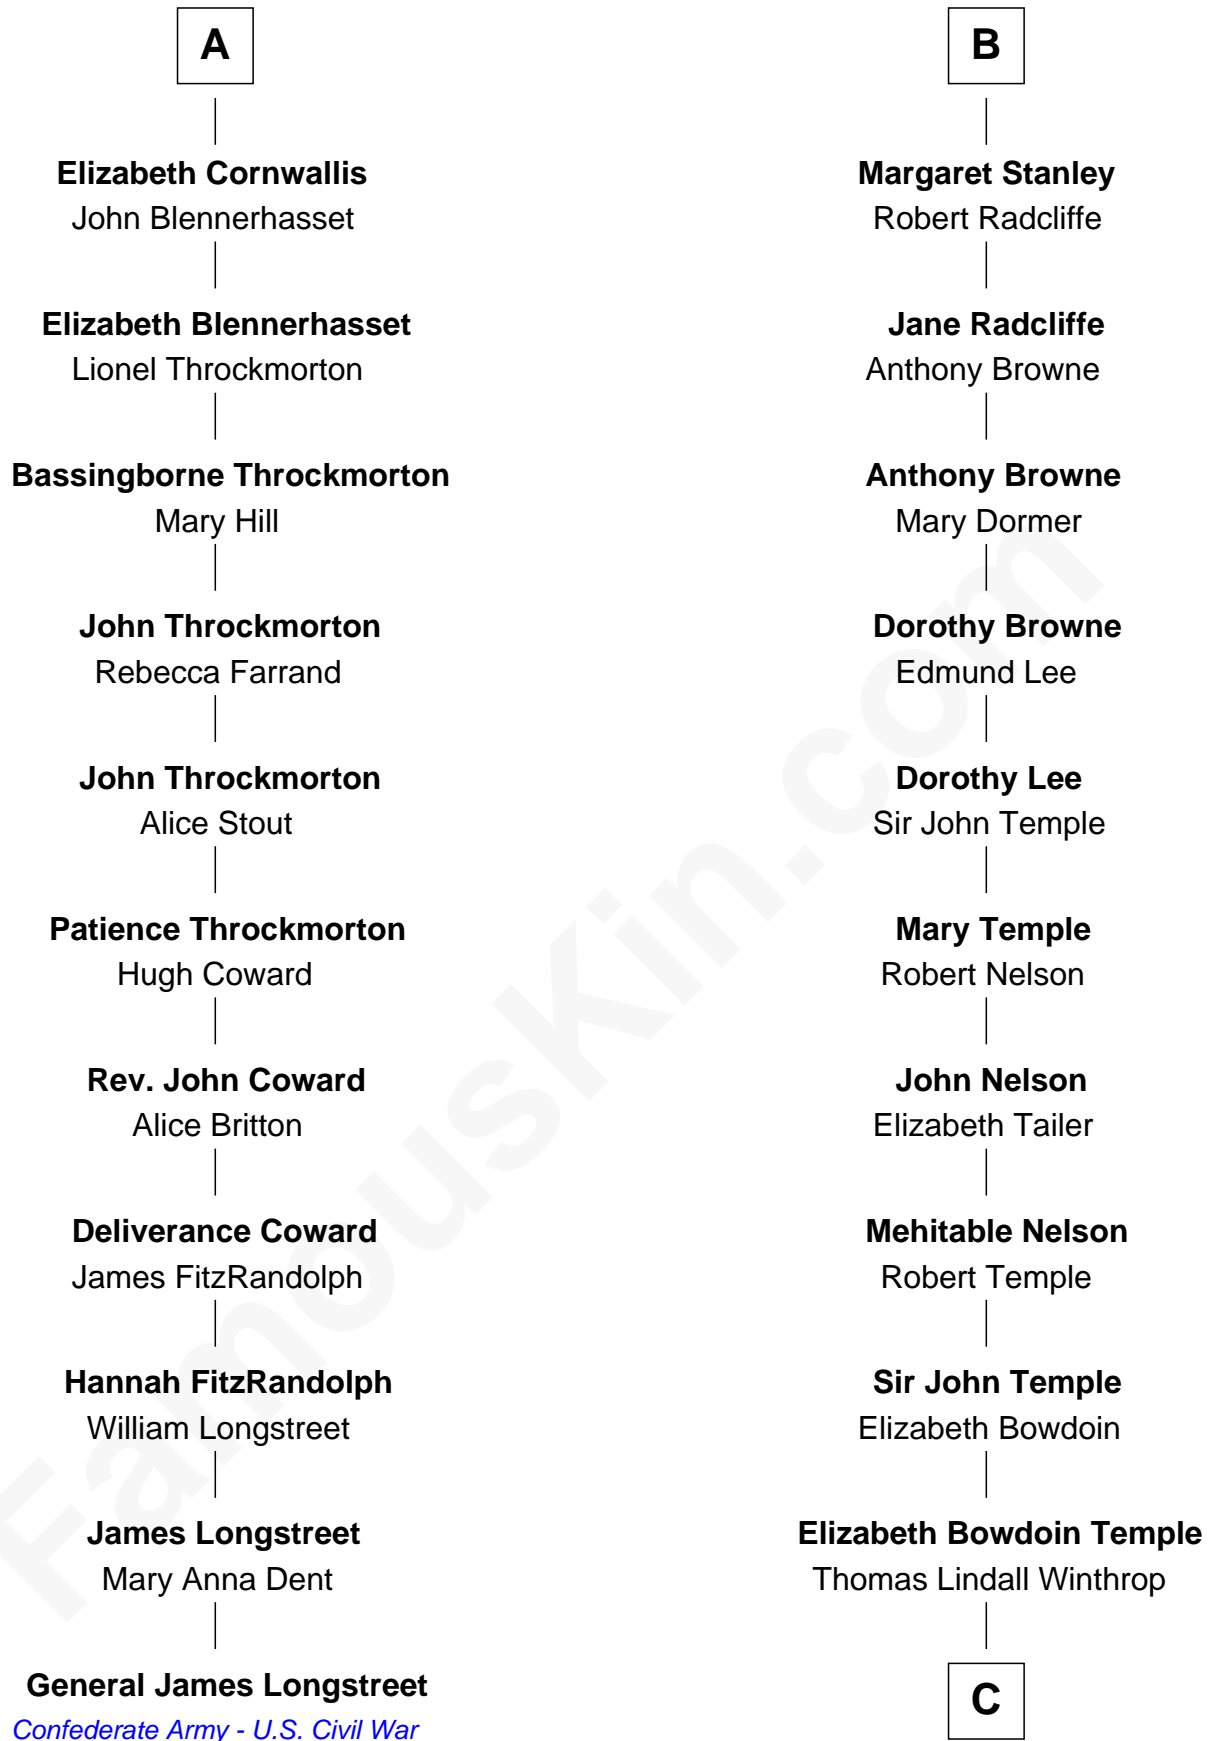 A
Elizabeth Cornwallis
John Blennerhasset
Elizabeth Blennerhasset
Lionel Throckmorton
Bassingborne Throckmorton
Mary Hill
John Throckmorton
Rebecca Farrand
John Throckmorton
Alice Stout
Patience Throckmorton
Hugh Coward
Rev. John Coward
Alice Britton
Deliverance Coward
James FitzRandolph
Hannah FitzRandolph
William Longstreet
James Longstreet
Mary Anna Dent
General James Longstreet
Confederate Army - U.S. Civil War
B
Margaret Stanley
Robert Radcliffe
Jane Radcliffe
Anthony Browne
Anthony Browne
Mary Dormer
Dorothy Browne
Edmund Lee
Dorothy Lee
Sir John Temple
Mary Temple
Robert Nelson
John Nelson
Elizabeth Tailer
Mehitable Nelson
Robert Temple
Sir John Temple
Elizabeth Bowdoin
Elizabeth Bowdoin Temple
Thomas Lindall Winthrop
C
FamousKin.com